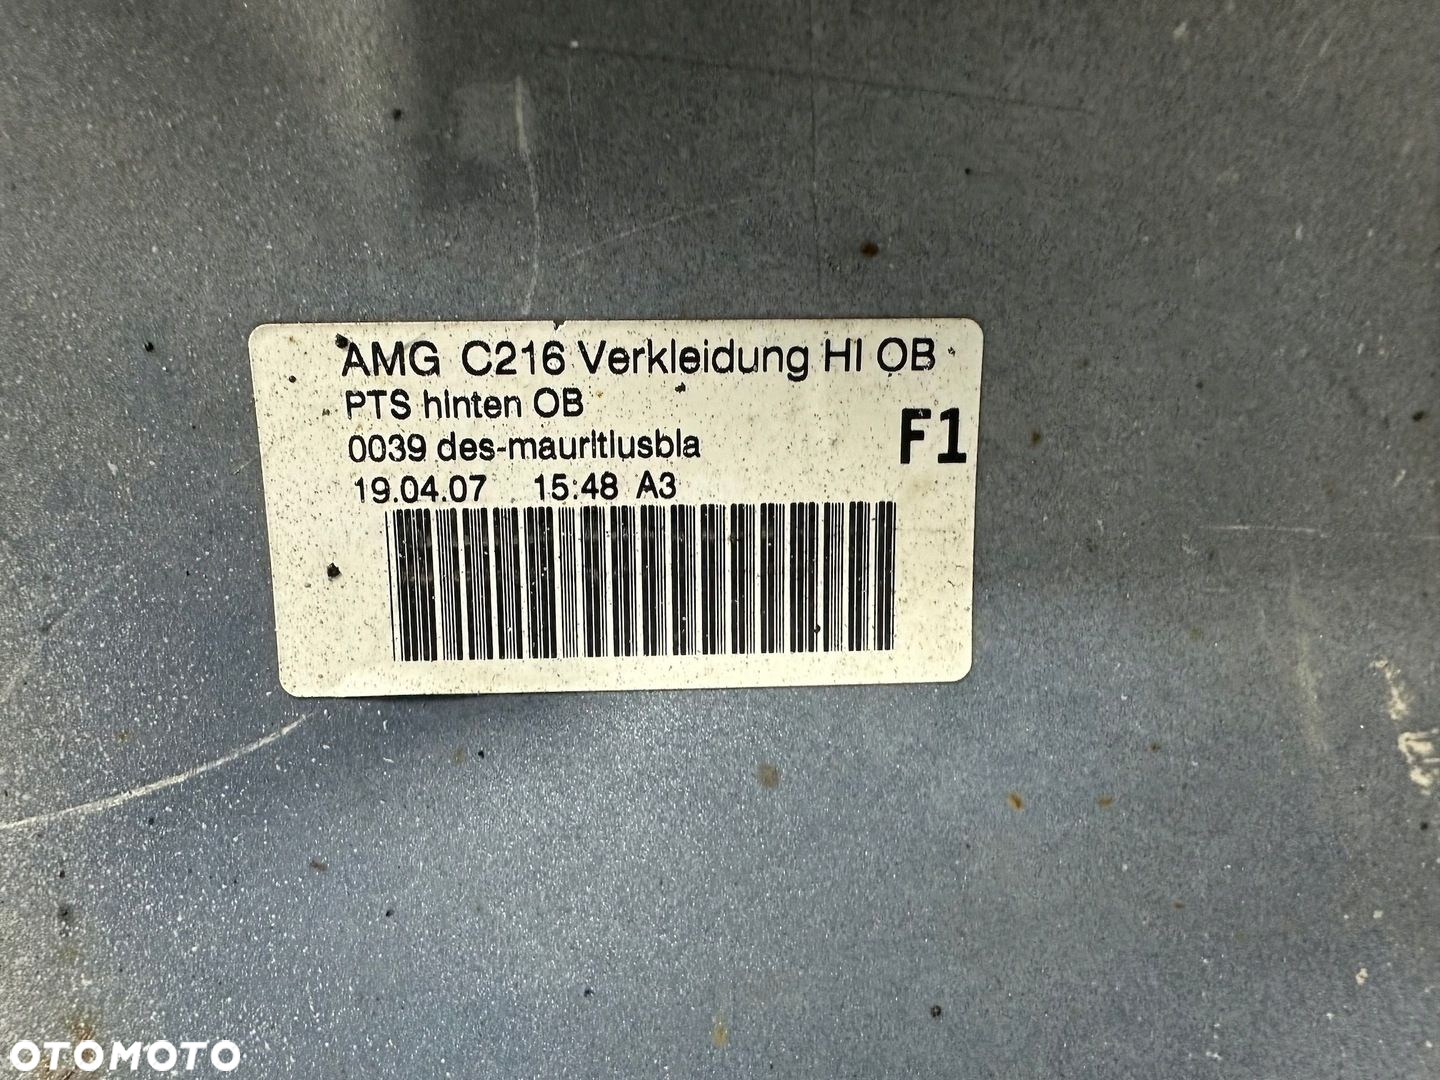 AMG C216 Verkleidung HI OB
PTS hinten OB
0039 des-mauritiusbla
F1
19.04.07 15:48 A3
OTOMOTO